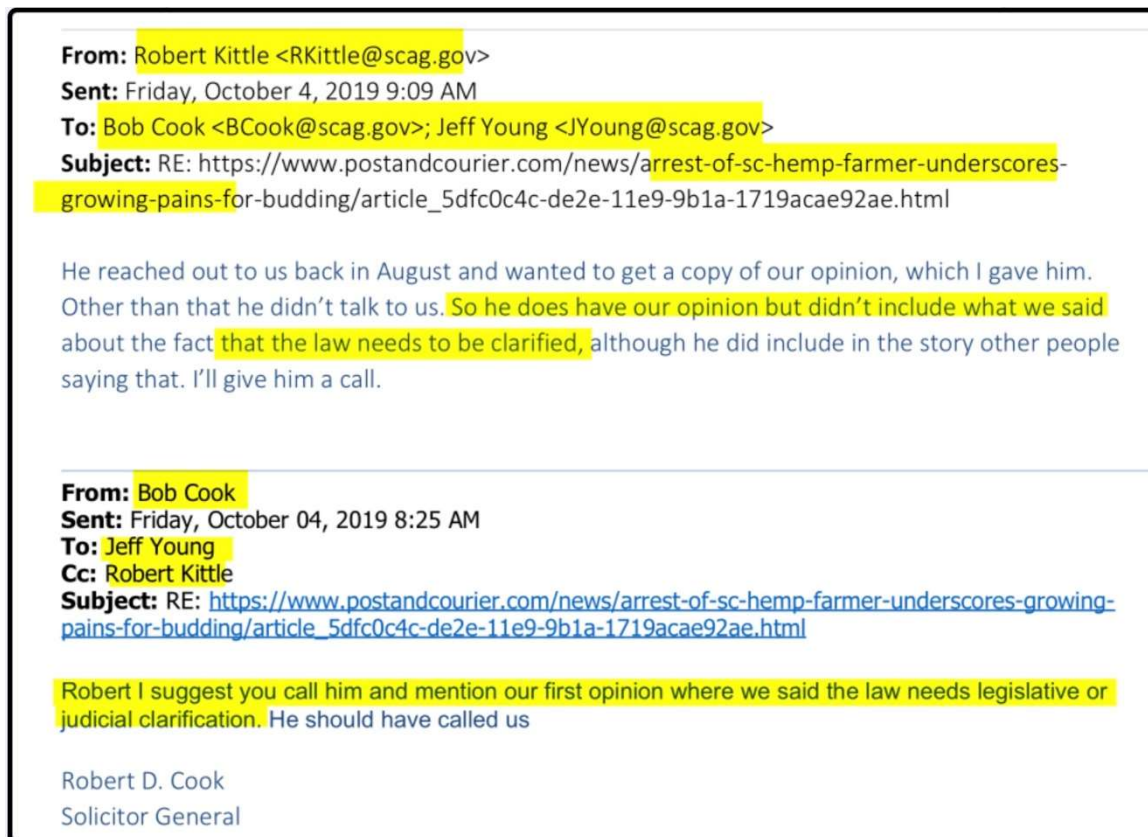 From: Robert Kittle <RKittle@scag.gov>
Sent: Friday, October 4, 2019 9:09 AM
To: Bob Cook <BCook@scag.gov>; Jeff Young <JYoung@scag.gov>
Subject: RE: https://www.postandcourier.com/news/arrest-of-sc-hemp-farmer-underscores-
growing-pains-for-budding/article_5dfc0c4c-de2e-11e9-9b1a-1719acae92ae.html
He reached out to us back in August and wanted to get a copy of our opinion, which I gave him.
Other than that he didn’t talk to us. So he does have our opinion but didn’t include what we said
about the fact that the law needs to be clarified, although he did include in the story other people
saying that. I’ll give him a call.
From: Bob Cook
Sent: Friday, October 04, 2019 8:25 AM
To: Jeff Young
Cc: Robert Kittle
Subject: RE: https://www.postandcourier.com/news/arrest-of-sc-hemp-farmer-underscores-growing-
pains-for-budding/article_5dfc0c4c-de2e-11e9-9b1a-1719acae92ae.html
Robert I suggest you call him and mention our first opinion where we said the law needs legislative or
judicial clarification. He should have called us
Robert D. Cook
Solicitor General